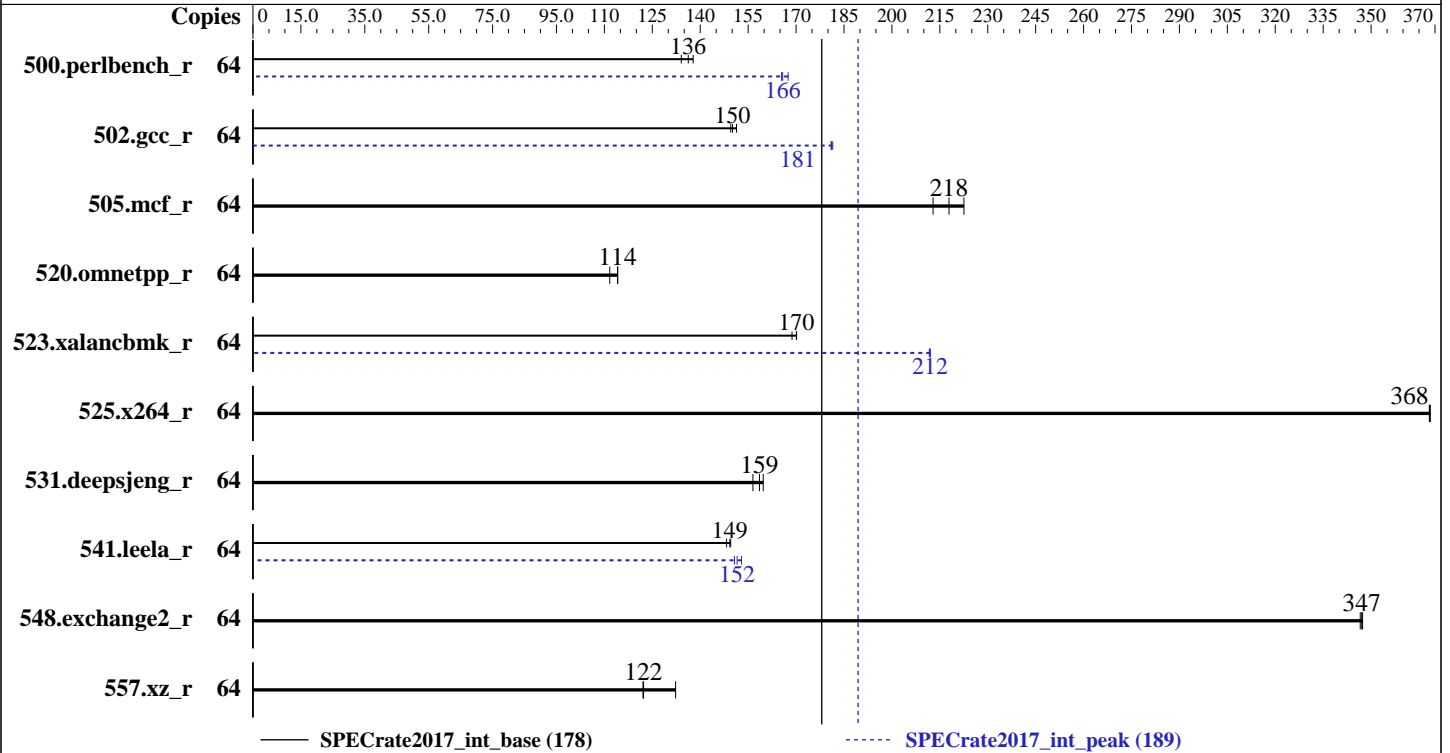 Copies 0 15.0 35.0 55.0 75.0 95.0 110 125 140 155 170 185 200 215 230 245 260 275 290 305 320 335 350 370
136
500.perlbench_r 64
166
150
502.gcc_r 64
181
218
505.mcf_r 64
114
520.omnetpp_r 64
170
523.xalancbmk_r 64
212
368
525.x264_r 64
159
531.deepsjeng_r 64
149
541.leela_r 64
152
347
548.exchange2_r 64
122
557.xz_r 64
SPECrate2017_int_base (178) SPECrate2017_int_peak (189)